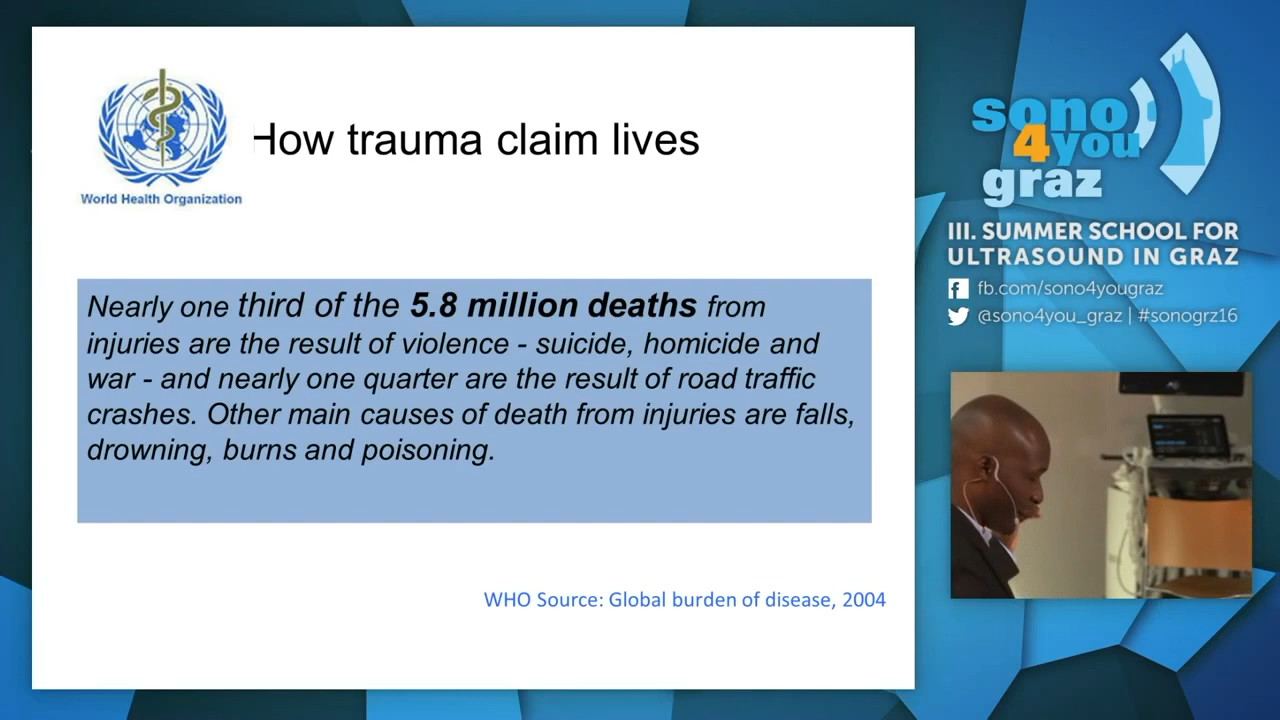 World Health Organization
How trauma claim lives
Nearly one third of the 5.8 million deaths from
injuries are the result of violence - suicide, homicide and
war - and nearly one quarter are the result of road traffic
crashes. Other main causes of death from injuries are falls,
drowning, burns and poisoning.
WHO Source: Global burden of disease, 2004
sono
4you
graz
III. SUMMER SCHOOL FOR
ULTRASOUND IN GRAZ
fb.com/sono4yougraz
@sono4you_graz | #sonogrz16